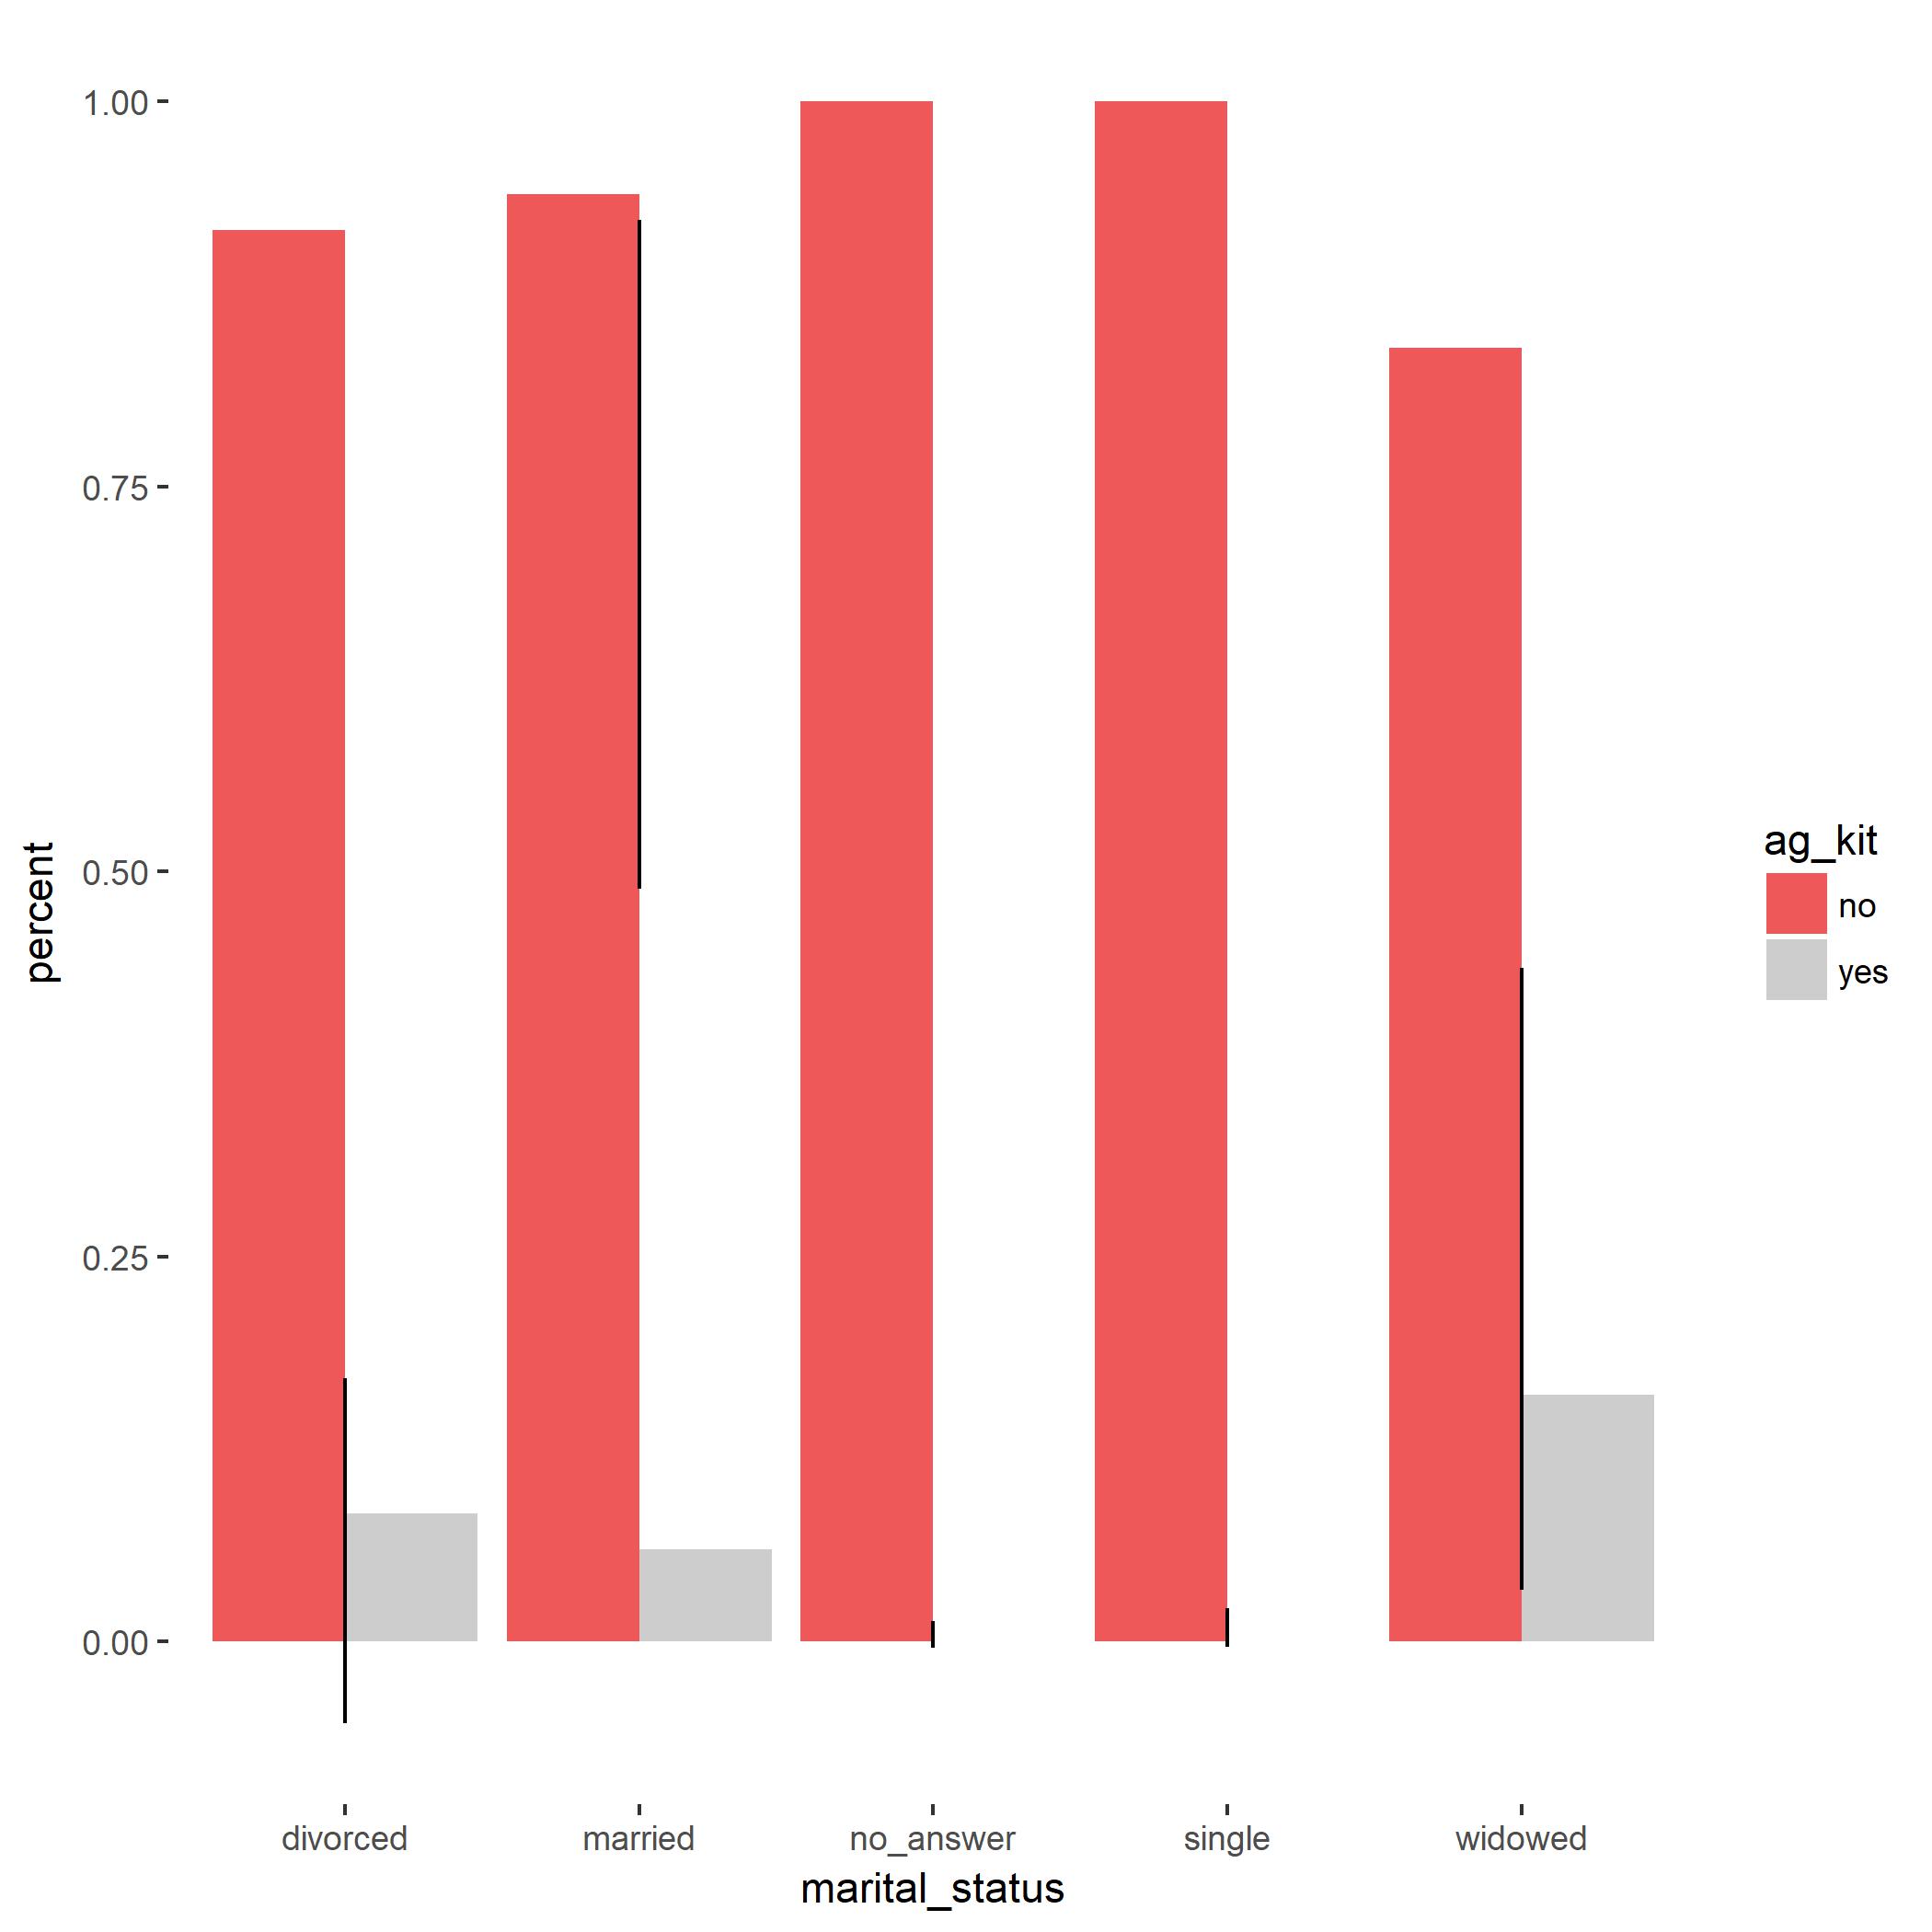 1.00
0.75
0.50
0.25
0.00
percent
divorced
married
no_answer
single
widowed
marital_status
ag_kit
no
yes